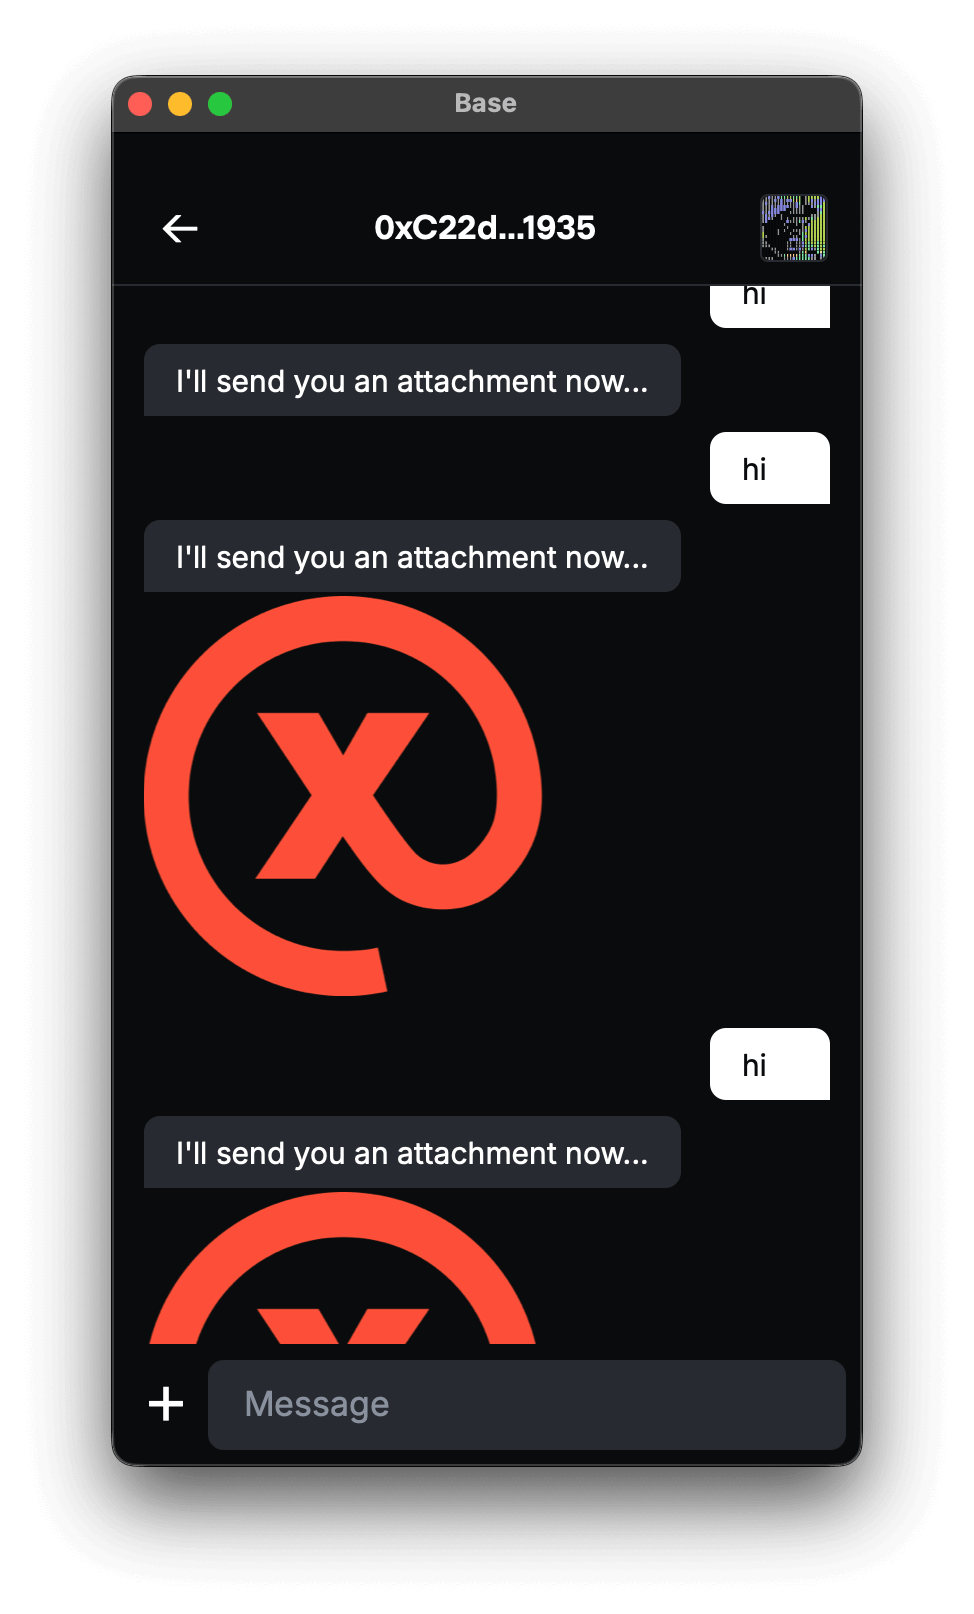 Base
0xC22d...1935
hi
I'll send you an attachment now...
hi
I'll send you an attachment now...
x
hi
I'll send you an attachment now...
x
Message